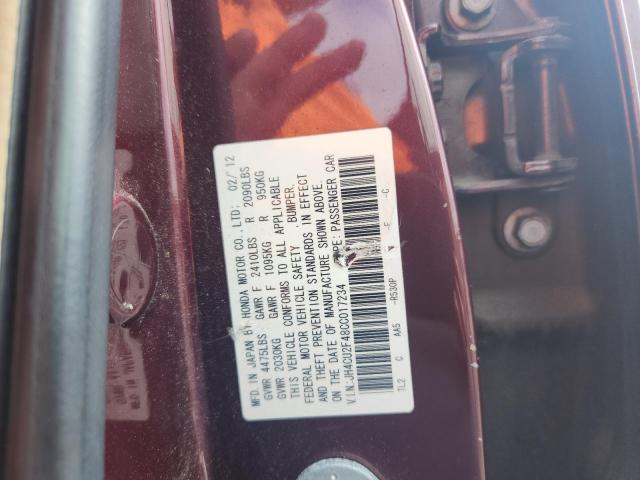 MFD. IN JAPAN BY HONDA MOTOR CO., LTD; 02/12
GVWR 4475LBS GAWR F 2410LBS R 2090LBS
GVWR 2030KG GAWR F 1095KG R 950KG
THIS VEHICLE CONFORMS TO ALL APPLICABLE
FEDERAL MOTOR VEHICLE SAFETY , BUMPER,
AND THEFT PREVENTION STANDARDS IN EFFECT
ON THE DATE OF MANUFACTURE SHOWN ABOVE.
V.I.N.:JH4CU2F48CC017234 TYPE: PASSENGER CAR
TL2 C AA5 -R530P -E -C